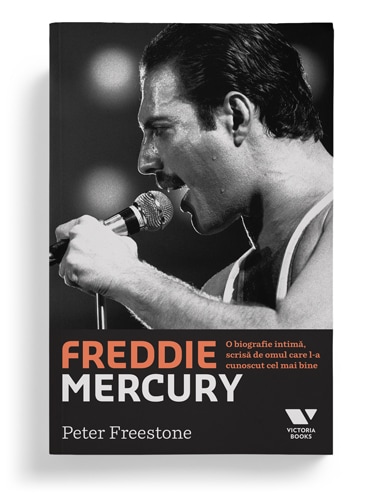 FREDDIE
MERCURY
O biografie intimă,
scrisă de omul care l-a
cunoscut cel mai bine
Peter Freestone
VICTORIA
BOOKS